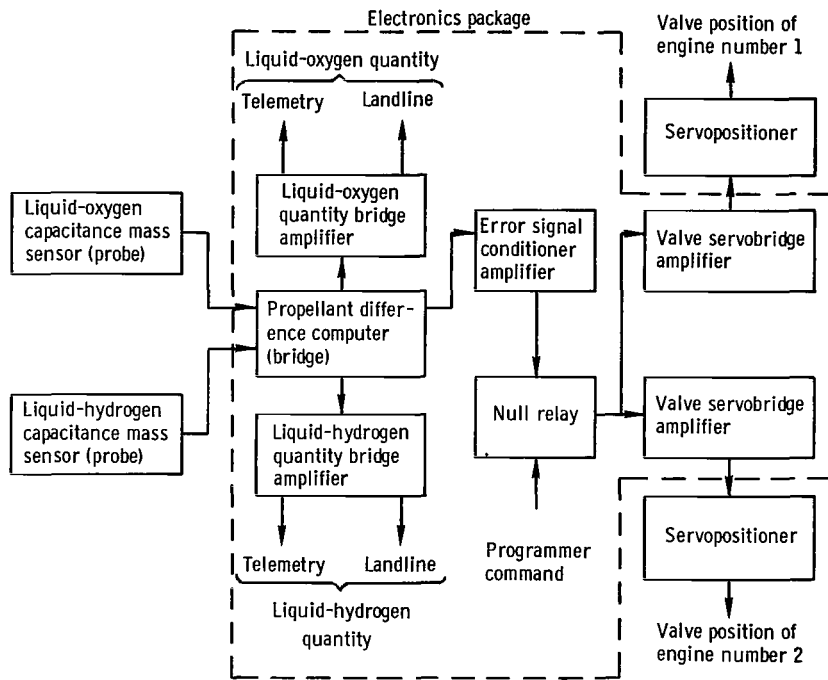 Electronics package
Valve position of
engine number 1
Liquid-oxygen quantity
Telemetry
Landline
Servopositioner
Liquid-oxygen
capacitance mass
sensor (probe)
Liquid-oxygen
quantity bridge
amplifier
Error signal
conditioner
amplifier
Valve servobridge
amplifier
Propellant differ-
ence computer
(bridge)
Liquid-hydrogen
capacitance mass
sensor (probe)
Liquid-hydrogen
quantity bridge
amplifier
Null relay
Valve servobridge
amplifier
Telemetry
Landline
Liquid-hydrogen
quantity
Programmer
command
Servopositioner
Valve position of
engine number 2